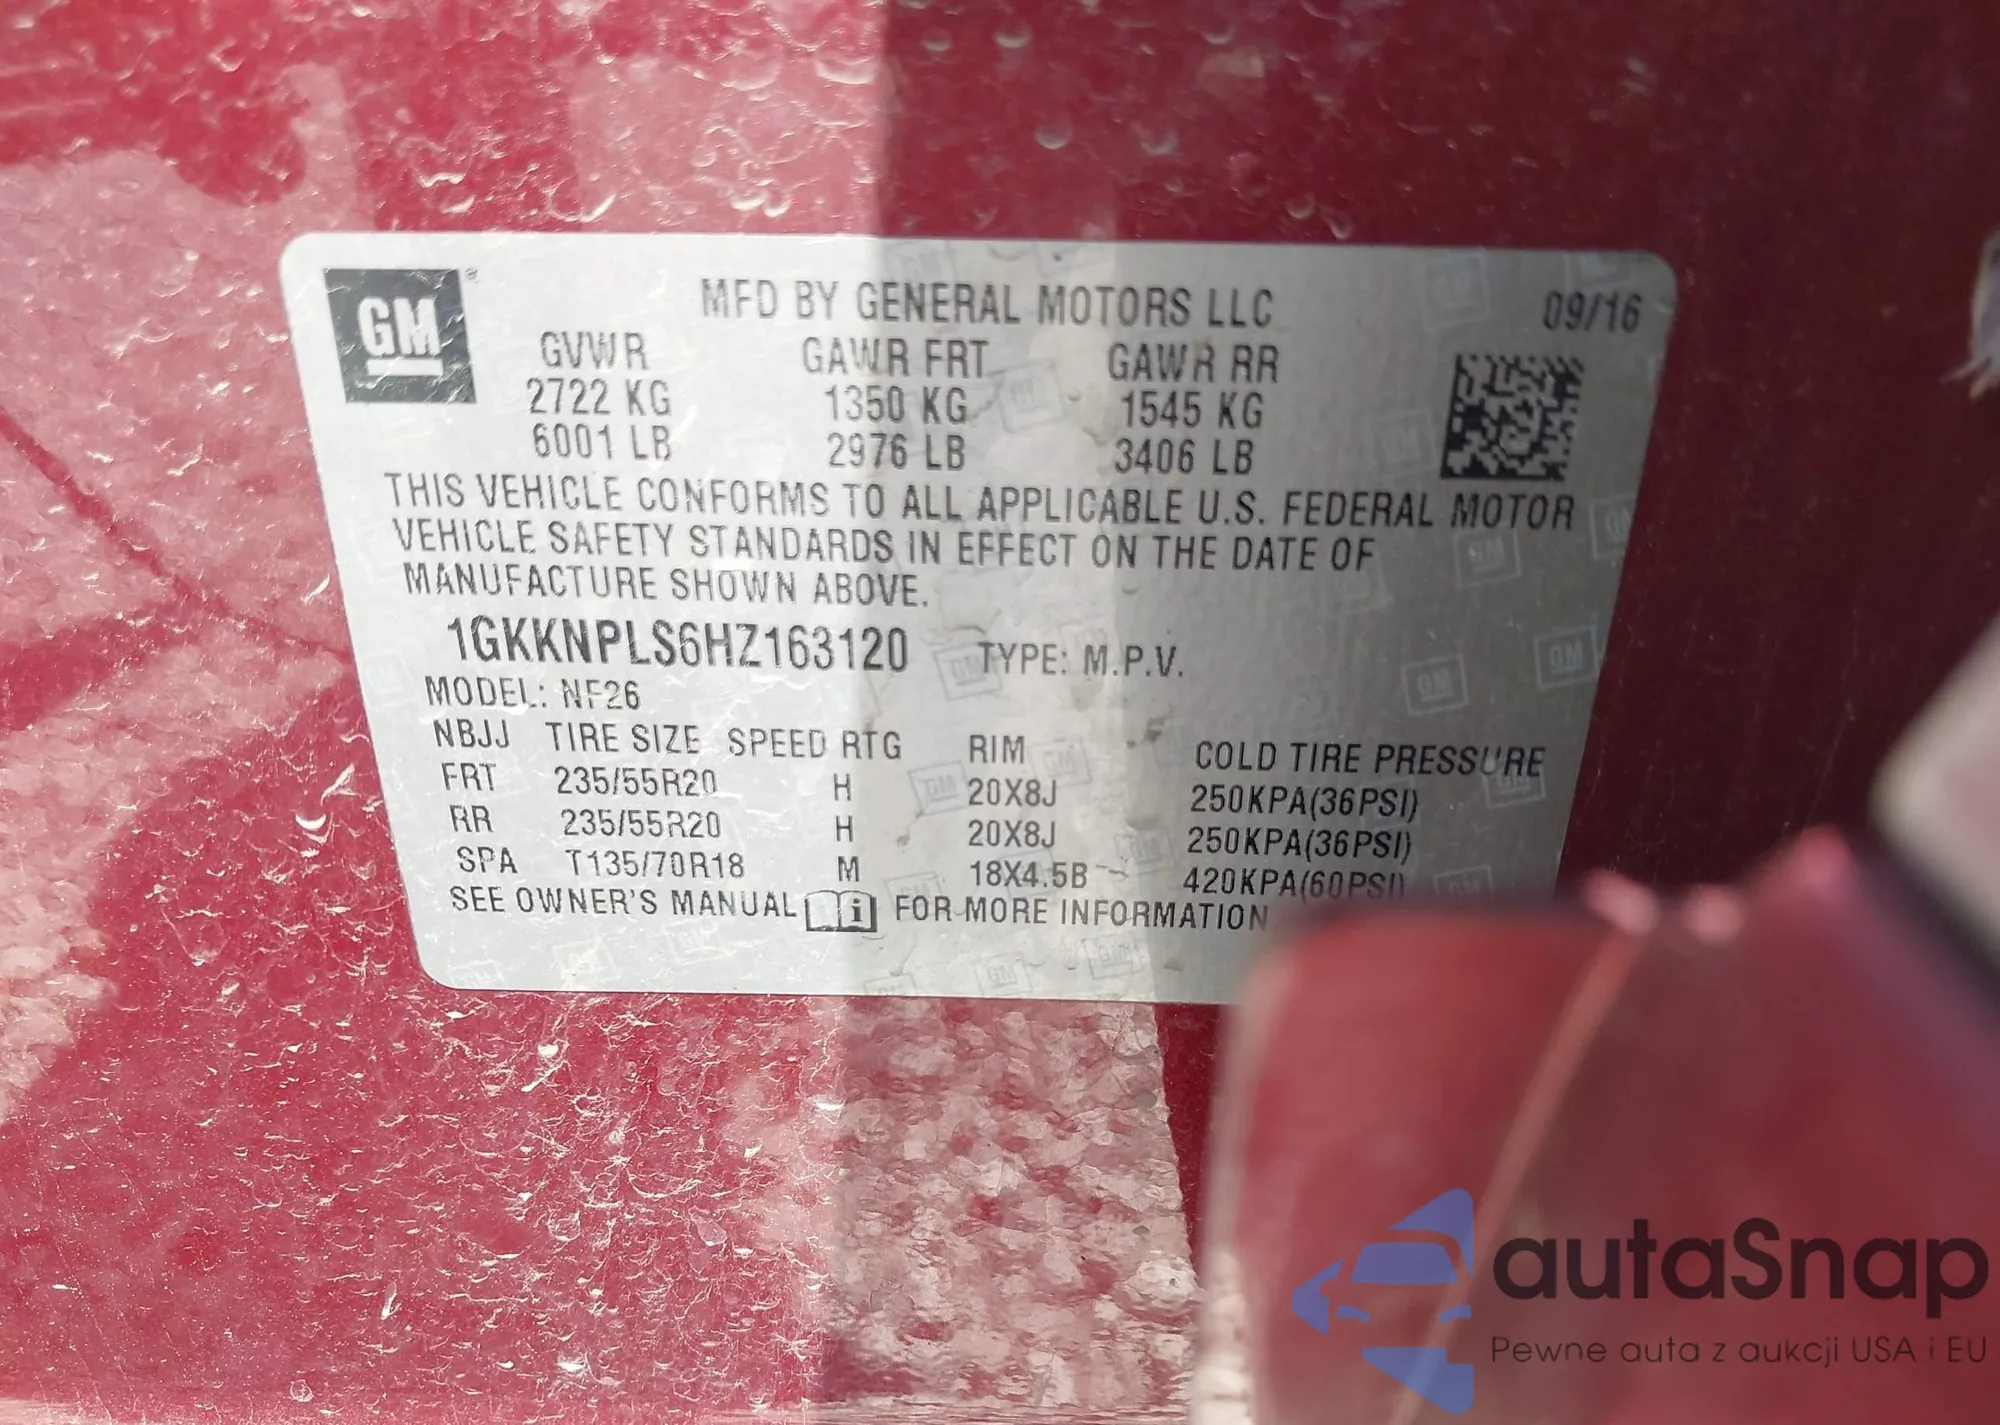 GM
MFD BY GENERAL MOTORS LLC 09/16
GVWR GAWR FRT GAWR RR
2722 KG 1350 KG 1545 KG
6001 LB 2976 LB 3406 LB
THIS VEHICLE CONFORMS TO ALL APPLICABLE U.S. FEDERAL MOTOR
VEHICLE SAFETY STANDARDS IN EFFECT ON THE DATE OF
MANUFACTURE SHOWN ABOVE.
1GKKNPLS6HZ163120 TYPE: M.P.V.
MODEL: NF26
NBJJ TIRE SIZE SPEED RTG RIM COLD TIRE PRESSURE
FRT 235/55R20 H 20X8J 250KPA(36PSI)
RR 235/55R20 H 20X8J 250KPA(36PSI)
SPA T135/70R18 M 18X4.5B 420KPA(60PSI)
SEE OWNER'S MANUAL i FOR MORE INFORMATION
autaSnap
Pewne auta z aukcji USA i EU